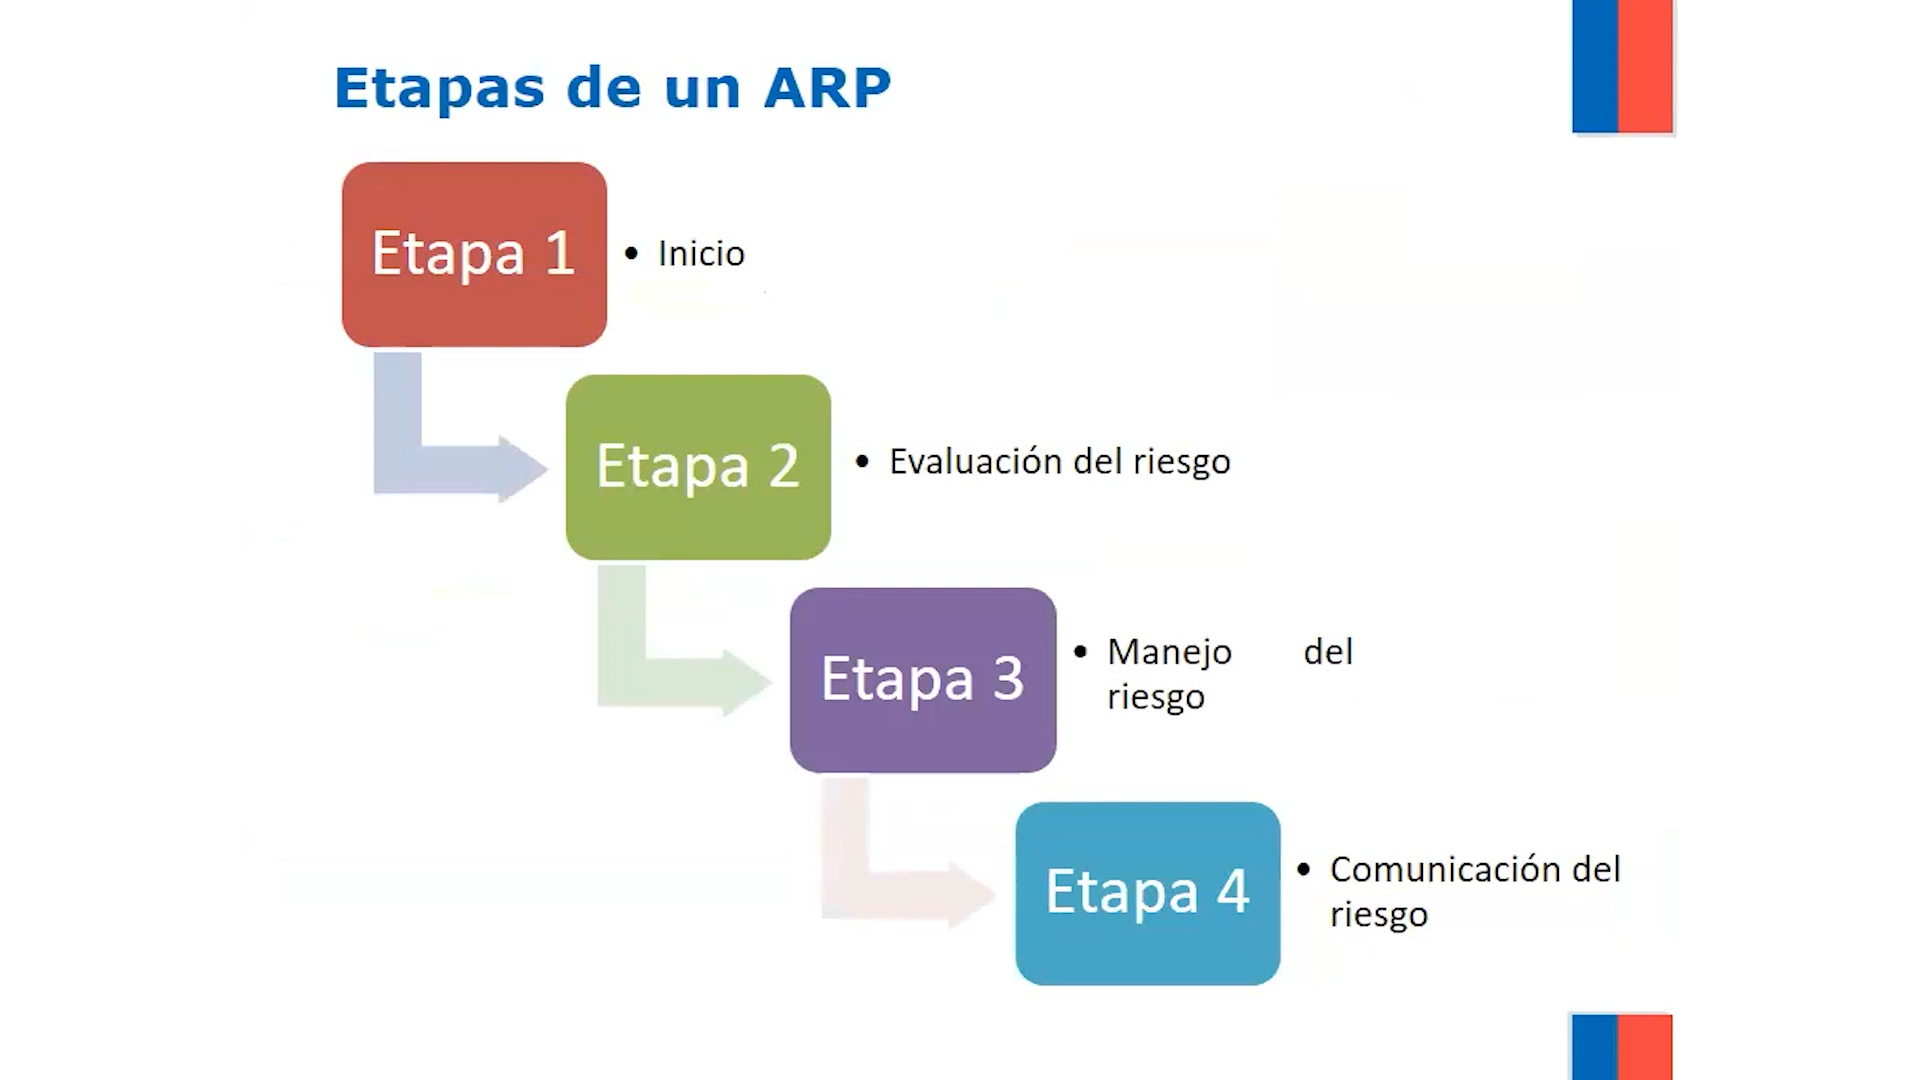 Etapas de un ARP
Etapa 1
• Inicio
Etapa 2
• Evaluación del riesgo
Etapa 3
• Manejo del
riesgo
Etapa 4
• Comunicación del
riesgo